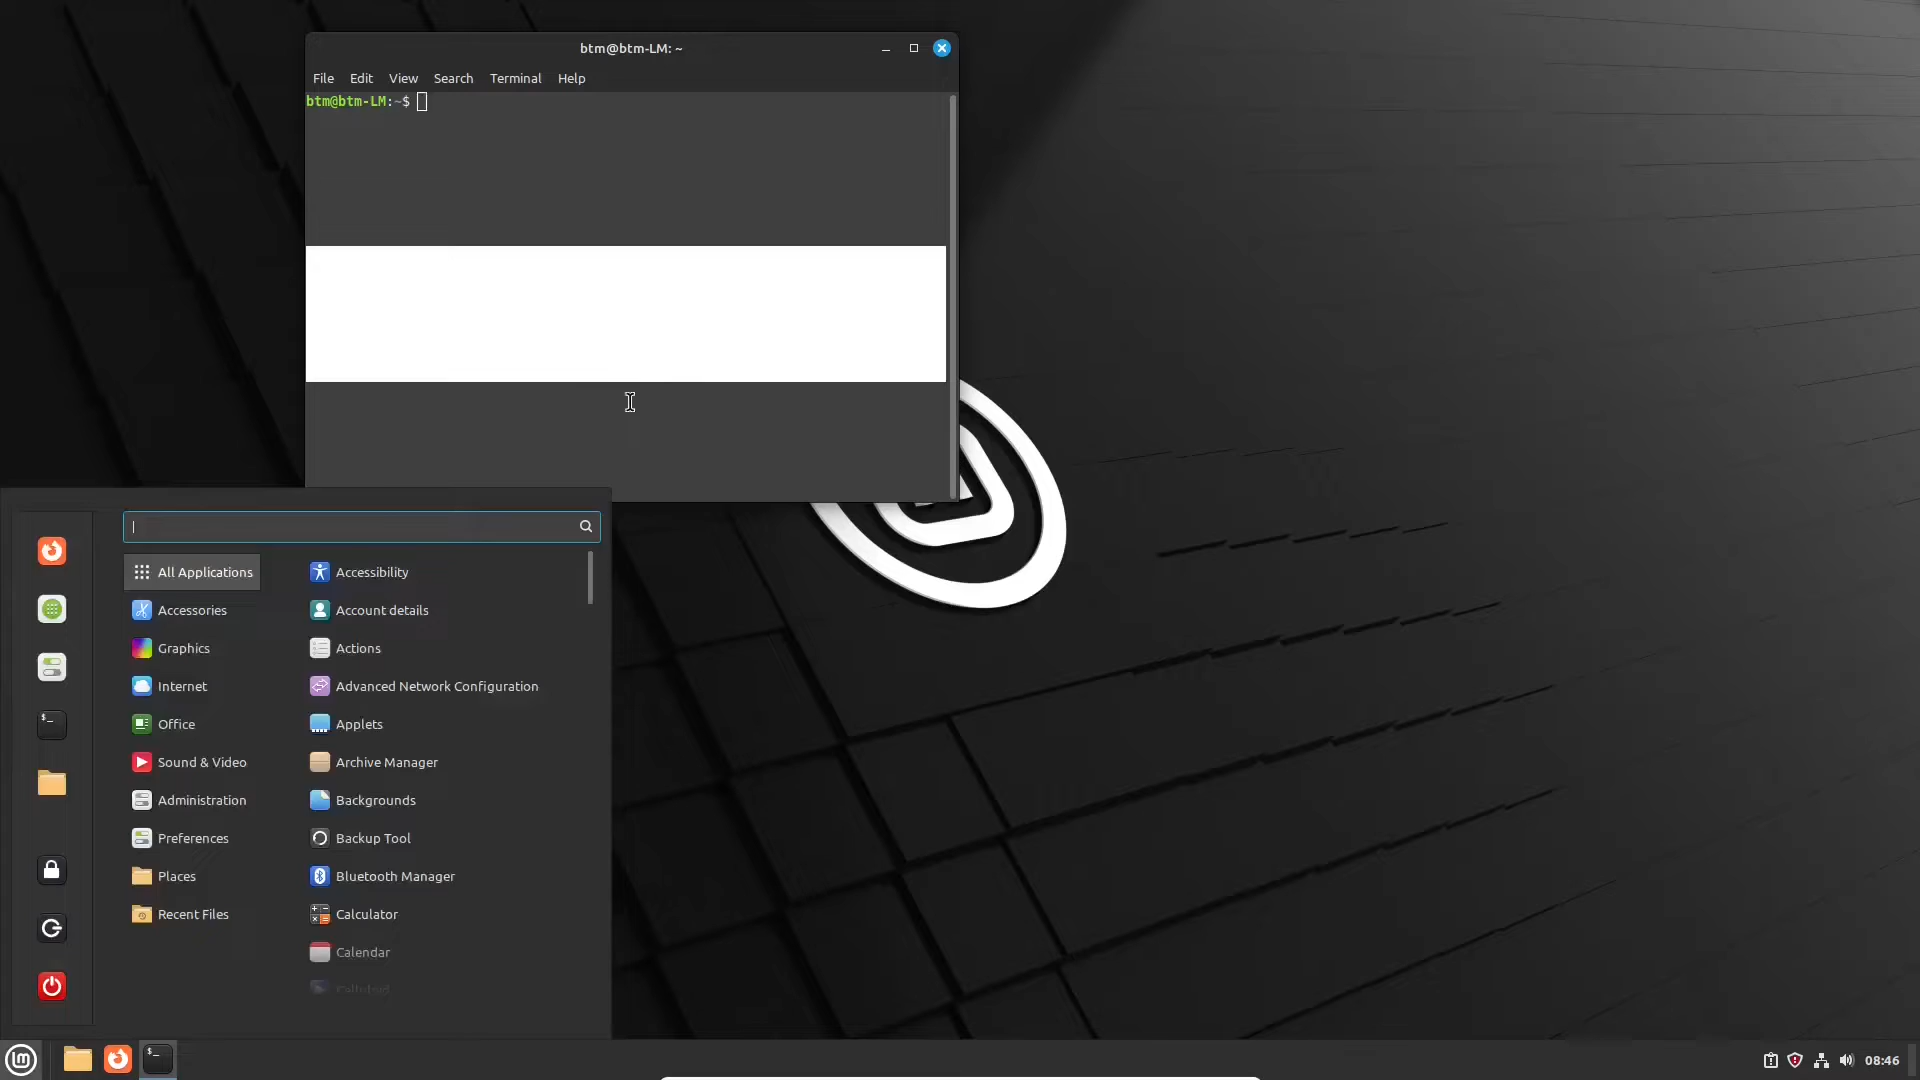 btm@btm-LM: ~
File Edit View Search Terminal Help
btm@btm-LM:~$
All Applications
Accessories
Graphics
Internet
Office
Sound & Video
Administration
Preferences
Places
Recent Files
Accessibility
Account details
Actions
Advanced Network Configuration
Applets
Archive Manager
Backgrounds
Backup Tool
Bluetooth Manager
Calculator
Calendar
08:46